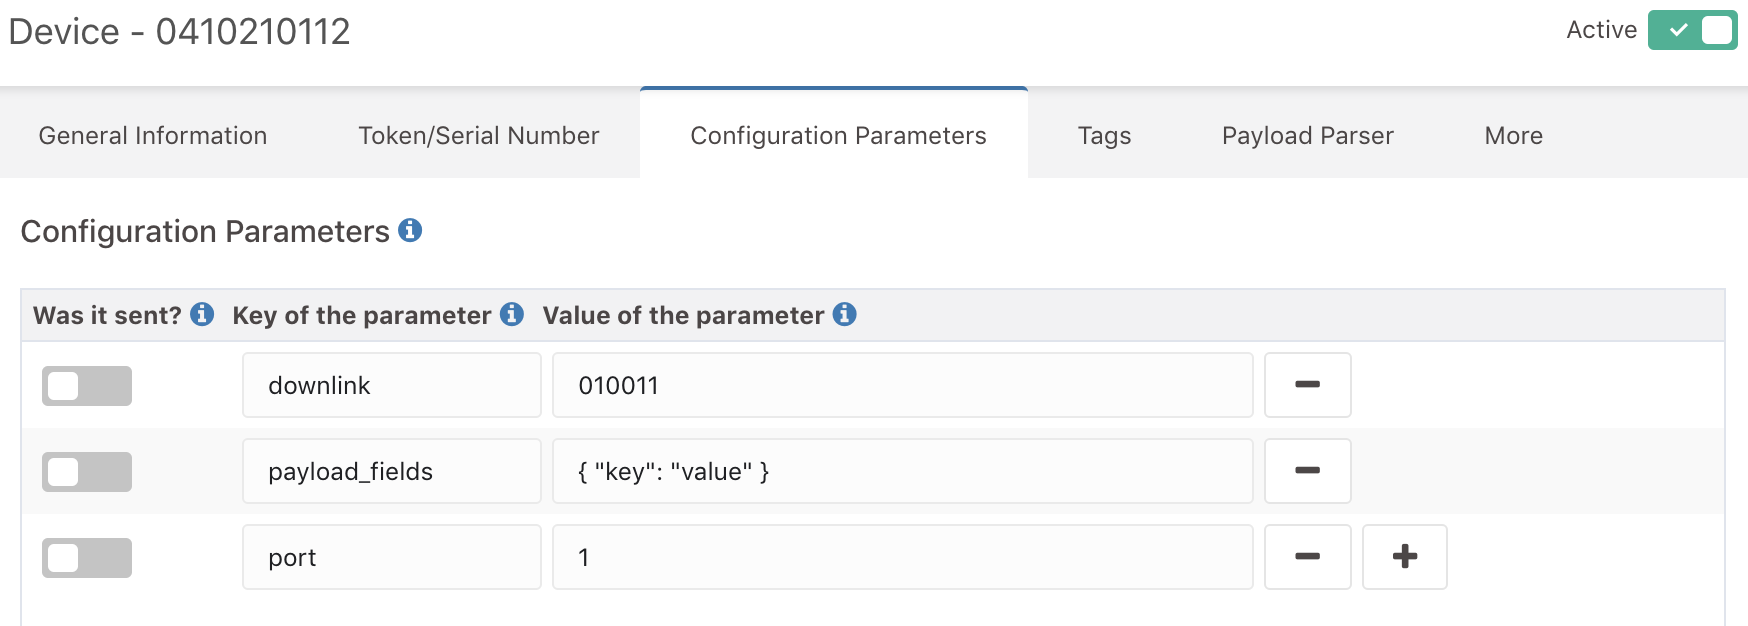 Device - 0410210112
Active
General Information Token/Serial Number Configuration Parameters Tags Payload Parser More
Configuration Parameters
Was it sent? Key of the parameter Value of the parameter
downlink 010011
payload_fields { "key": "value" }
port 1